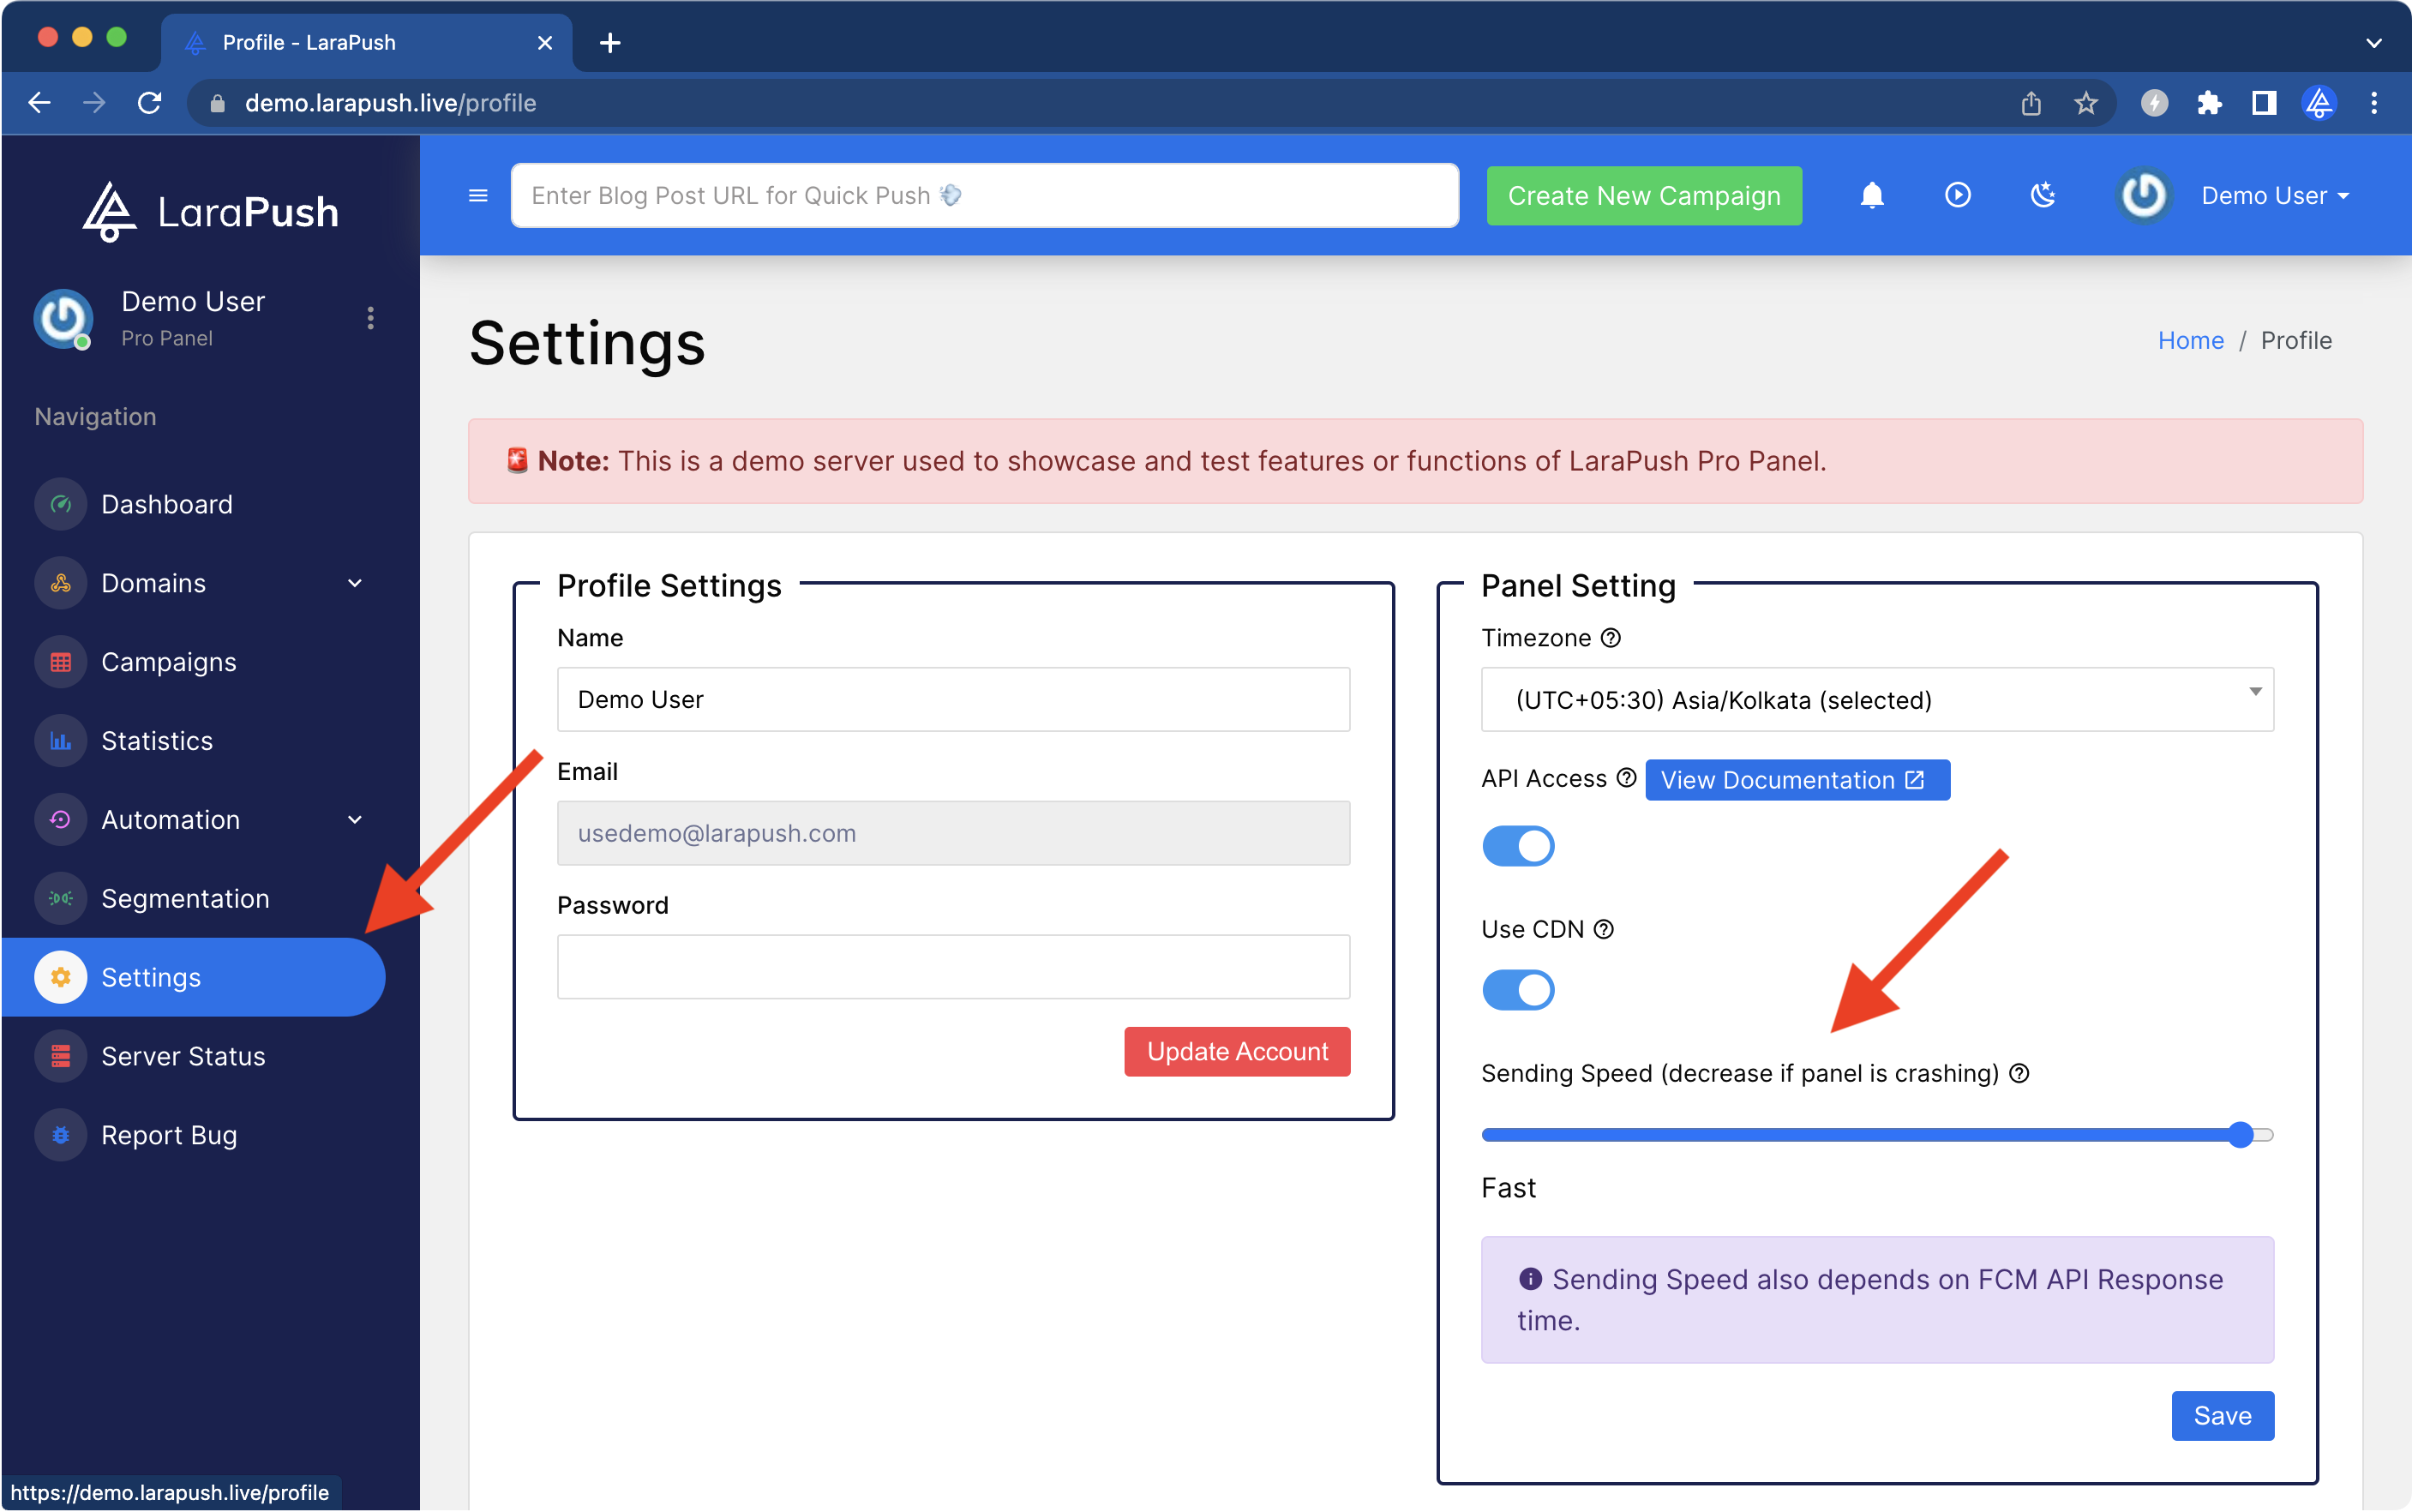 Profile - LaraPush
demo.larapush.live/profile
LaraPush
Enter Blog Post URL for Quick Push
Create New Campaign
Demo User
Demo User
Pro Panel
Navigation
Dashboard
Domains
Campaigns
Statistics
Automation
Segmentation
Settings
Server Status
Report Bug
Settings
Home / Profile
Note: This is a demo server used to showcase and test features or functions of LaraPush Pro Panel.
Profile Settings
Name
Demo User
Email
usedemo@larapush.com
Password
Update Account
Panel Setting
Timezone
(UTC+05:30) Asia/Kolkata (selected)
API Access View Documentation
Use CDN
Sending Speed (decrease if panel is crashing)
Fast
Sending Speed also depends on FCM API Response
time.
Save
https://demo.larapush.live/profile